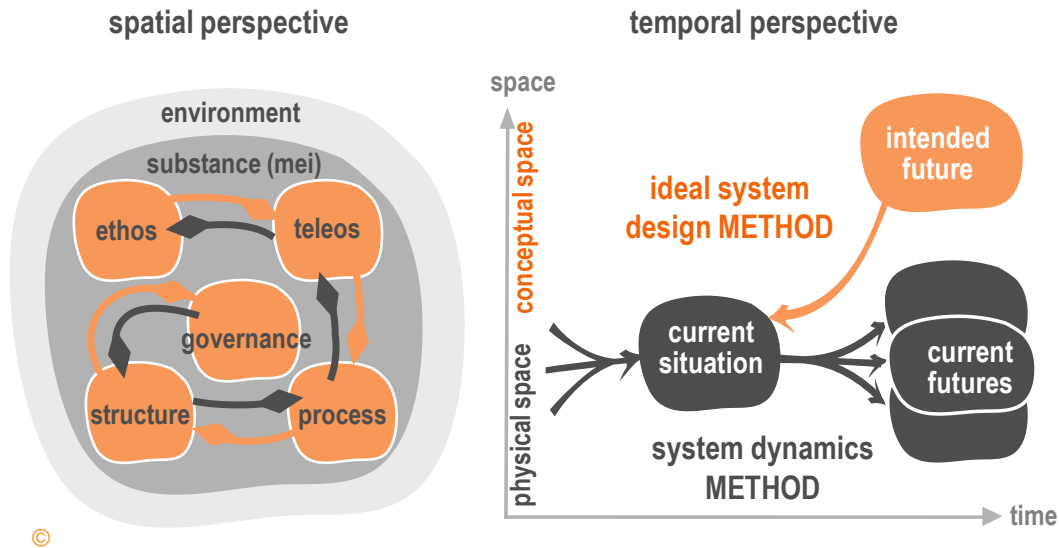 spatial perspective
temporal perspective
environment
substance (mei)
ethos
teleos
governance
structure
process
©
space
conceptual space
physical space
intended
future
ideal system
design METHOD
current
situation
current
futures
system dynamics
METHOD
time